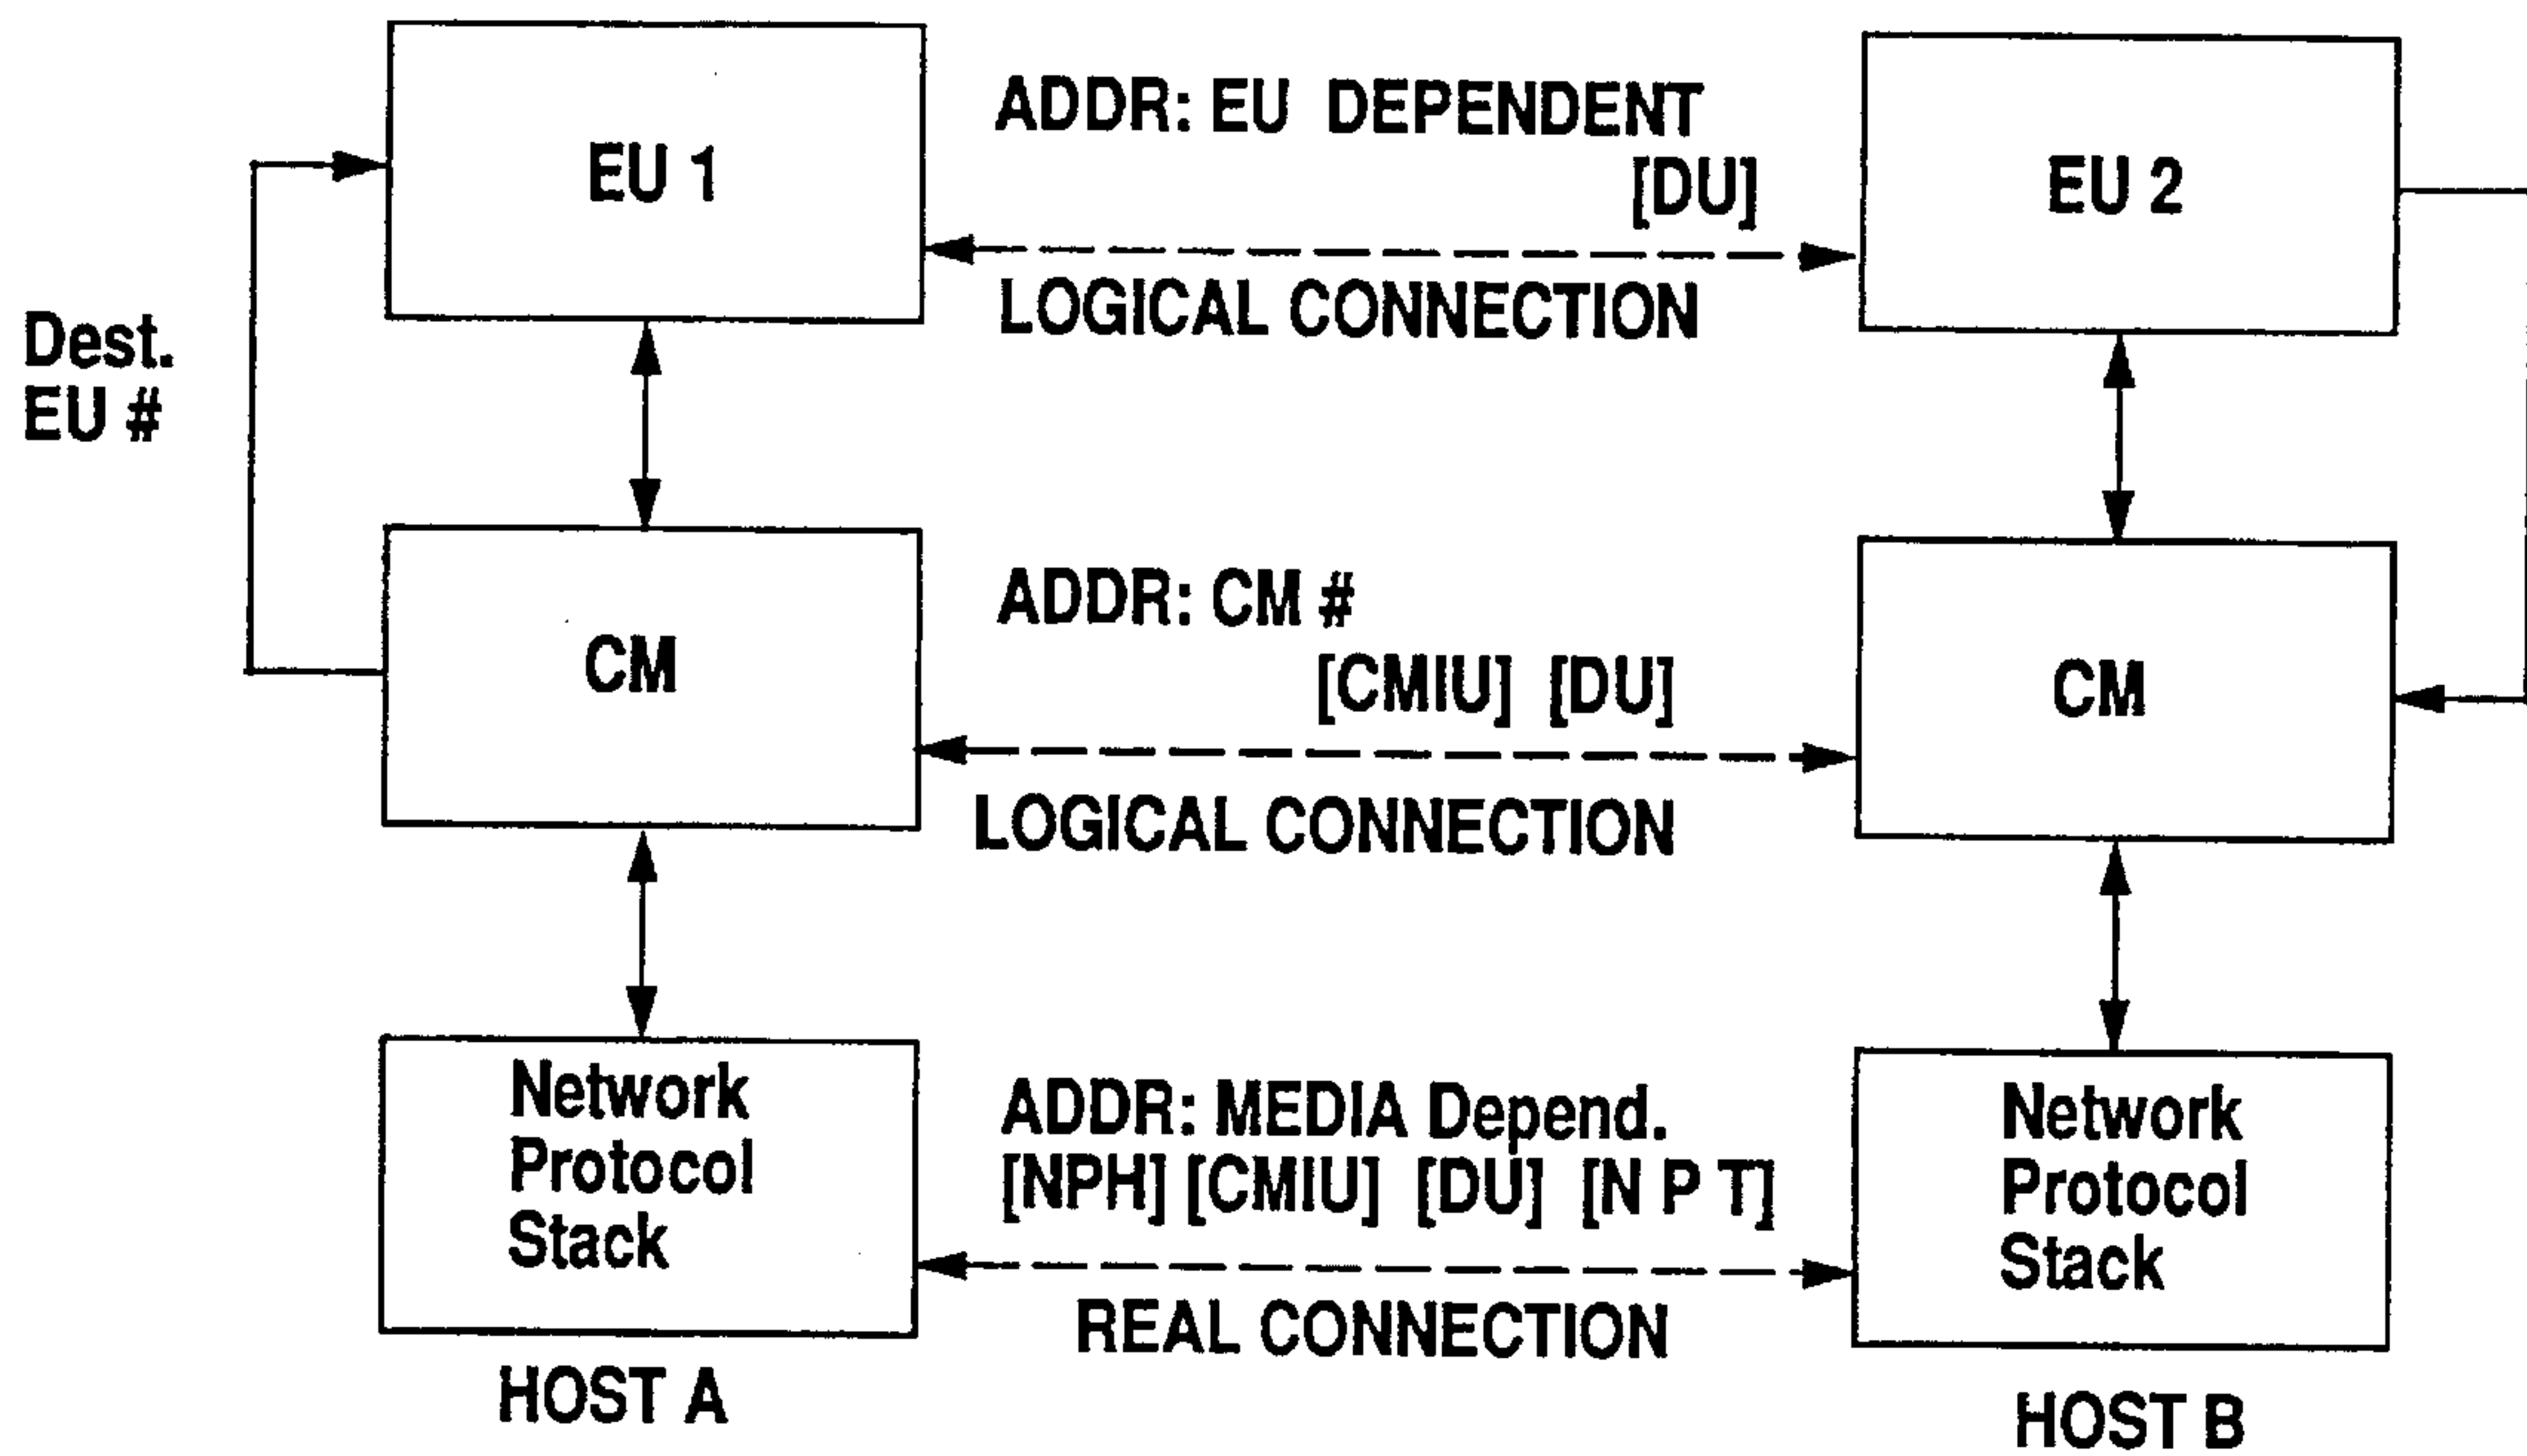 ADDR: EU DEPENDENT
EU 1
[DU]
EU 2
LOGICAL CONNECTION
Dest.
EU #
ADDR: CM #
CM
[CMIU] [DU]
CM
LOGICAL CONNECTION
Network
Protocol
Stack
ADDR: MEDIA Depend.
[NPH] [CMIU] [DU] [N P T]
Network
Protocol
Stack
REAL CONNECTION
HOST A
HOST B